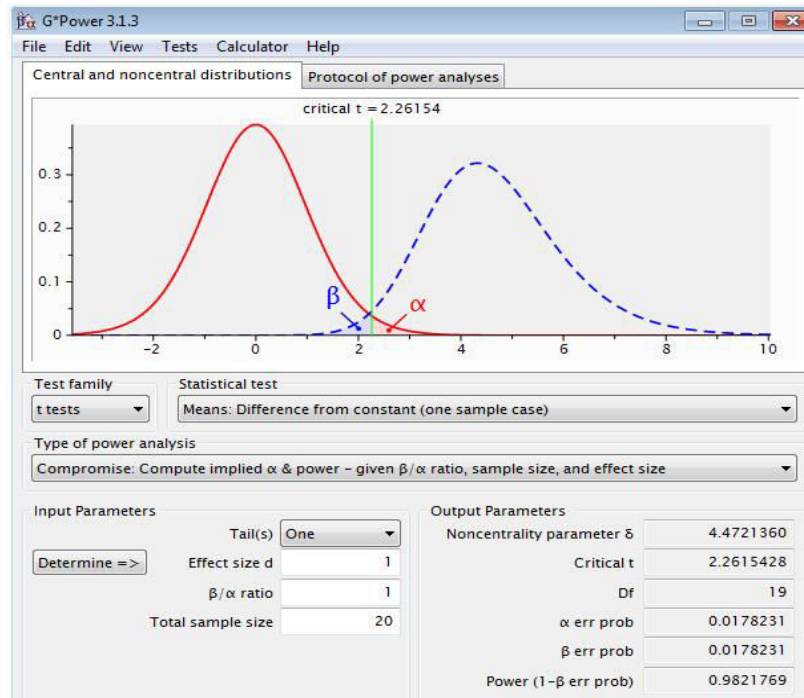 βα G*Power 3.1.3
File Edit View Tests Calculator Help
Central and noncentral distributions Protocol of power analyses
critical t = 2.26154
0.3
0.2
0.1
0
β
α
-2 0 2 4 6 8 10
Test family Statistical test
t tests Means: Difference from constant (one sample case)
Type of power analysis
Compromise: Compute implied α & power – given β/α ratio, sample size, and effect size
Input Parameters Output Parameters
Tail(s) One Noncentrality parameter δ 4.4721360
Determine => Effect size d 1 Critical t 2.2615428
β/α ratio 1 Df 19
Total sample size 20 α err prob 0.0178231
β err prob 0.0178231
Power (1-β err prob) 0.9821769